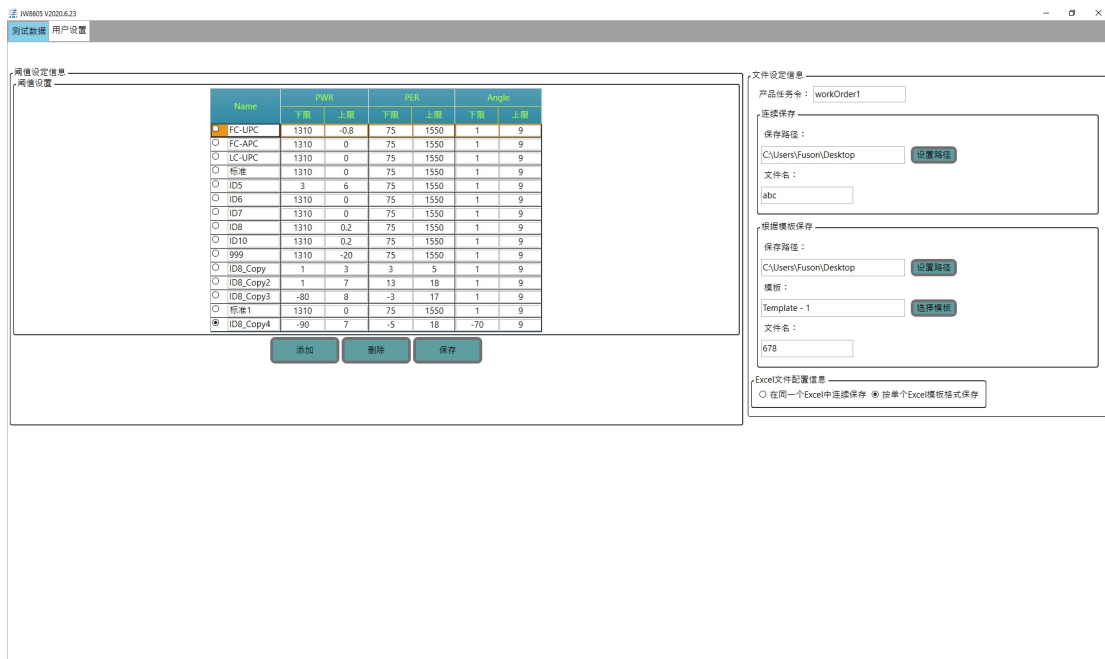 JW8605 V2020.6.23
测试数据 用户设置
阈值设定信息
阈值设置
Name PWR PER Angle
下限 上限 下限 上限 下限 上限
FC-UPC 1310 -0.8 75 1550 1 9
FC-APC 1310 0 75 1550 1 9
LC-UPC 1310 0 75 1550 1 9
标准 1310 0 75 1550 1 9
ID5 3 6 75 1550 1 9
ID6 1310 0 75 1550 1 9
ID7 1310 0 75 1550 1 9
ID8 1310 0.2 75 1550 1 9
ID10 1310 0.2 75 1550 1 9
999 1310 -20 75 1550 1 9
ID8_Copy 1 3 3 5 1 9
ID8_Copy2 1 7 13 18 1 9
ID8_Copy3 -80 8 -3 17 1 9
标准1 1310 0 75 1550 1 9
ID8_Copy4 -90 7 -5 18 -70 9
添加 删除 保存
文件设定信息
产品任务令： workOrder1
连续保存
保存路径：
C:\Users\Fuson\Desktop 设置路径
文件名：
abc
根据模板保存
保存路径：
C:\Users\Fuson\Desktop 设置路径
模板：
Template - 1 选择模板
文件名：
678
Excel文件配置信息
在同一个Excel中连续保存 按单个Excel模板格式保存